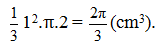 1/3 1².π.2 = 2π/3 (cm³).